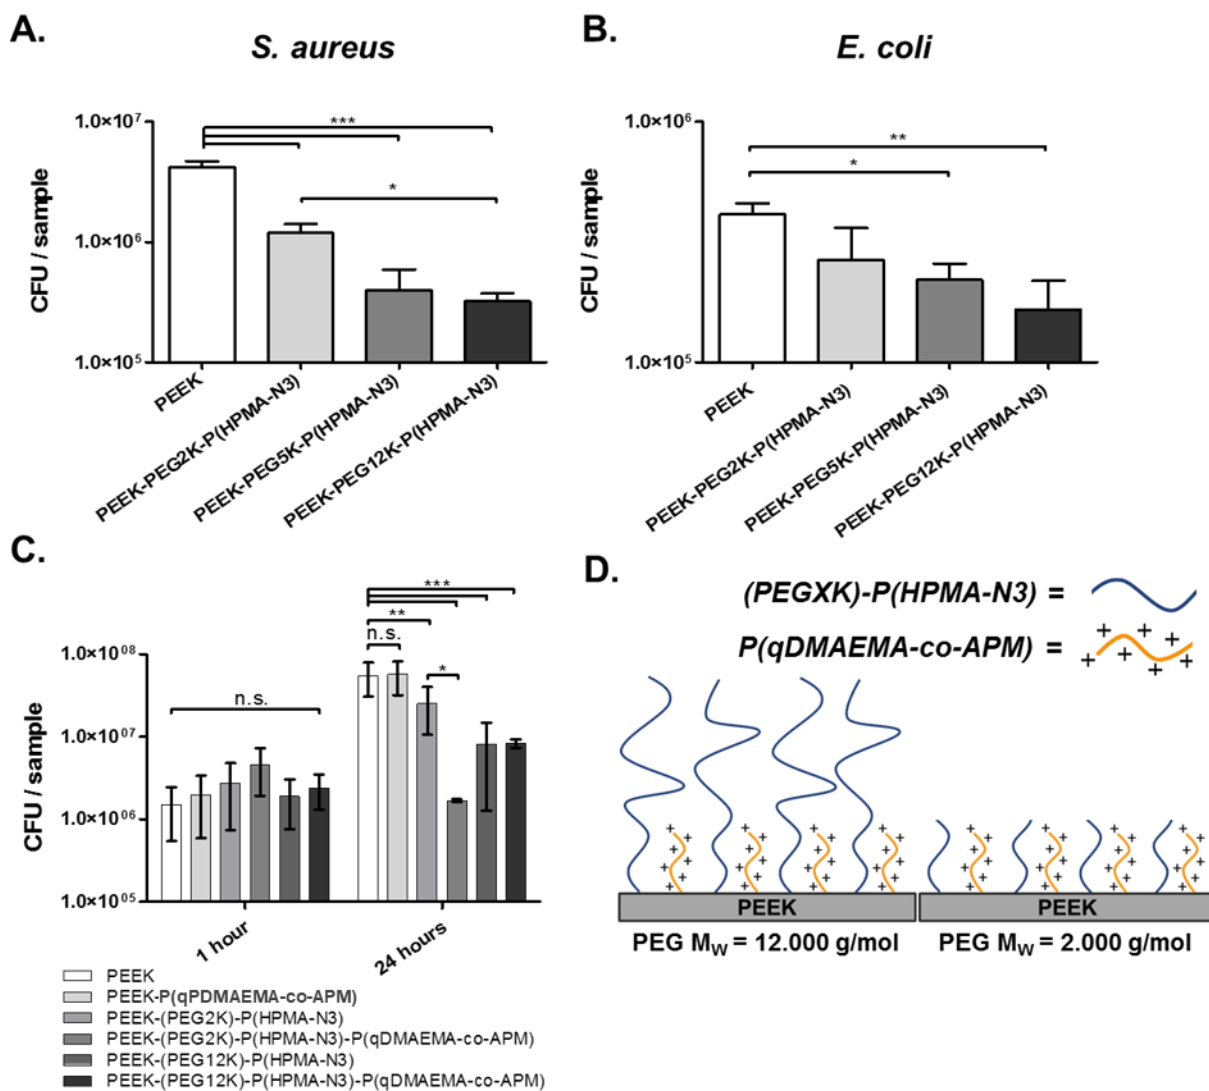 A.
S. aureus
CFU / sample
1.0×10⁷
1.0×10⁶
1.0×10⁵
***
*
PEEK
PEEK-PEG2K-P(HPMA-N3)
PEEK-PEG5K-P(HPMA-N3)
PEEK-PEG12K-P(HPMA-N3)
B.
E. coli
CFU / sample
1.0×10⁶
1.0×10⁵
**
*
PEEK
PEEK-PEG2K-P(HPMA-N3)
PEEK-PEG5K-P(HPMA-N3)
PEEK-PEG12K-P(HPMA-N3)
C.
CFU / sample
1.0×10⁰⁸
1.0×10⁰⁷
1.0×10⁰⁶
1.0×10⁰⁵
n.s.
***
**
n.s.
*
1 hour
24 hours
PEEK
PEEK-P(qPDMAEMA-co-APM)
PEEK-(PEG2K)-P(HPMA-N3)
PEEK-(PEG2K)-P(HPMA-N3)-P(qDMAEMA-co-APM)
PEEK-(PEG12K)-P(HPMA-N3)
PEEK-(PEG12K)-P(HPMA-N3)-P(qDMAEMA-co-APM)
D.
(PEGXK)-P(HPMA-N3) =
P(qDMAEMA-co-APM) =
PEEK
PEEK
PEG M_W = 12.000 g/mol
PEG M_W = 2.000 g/mol